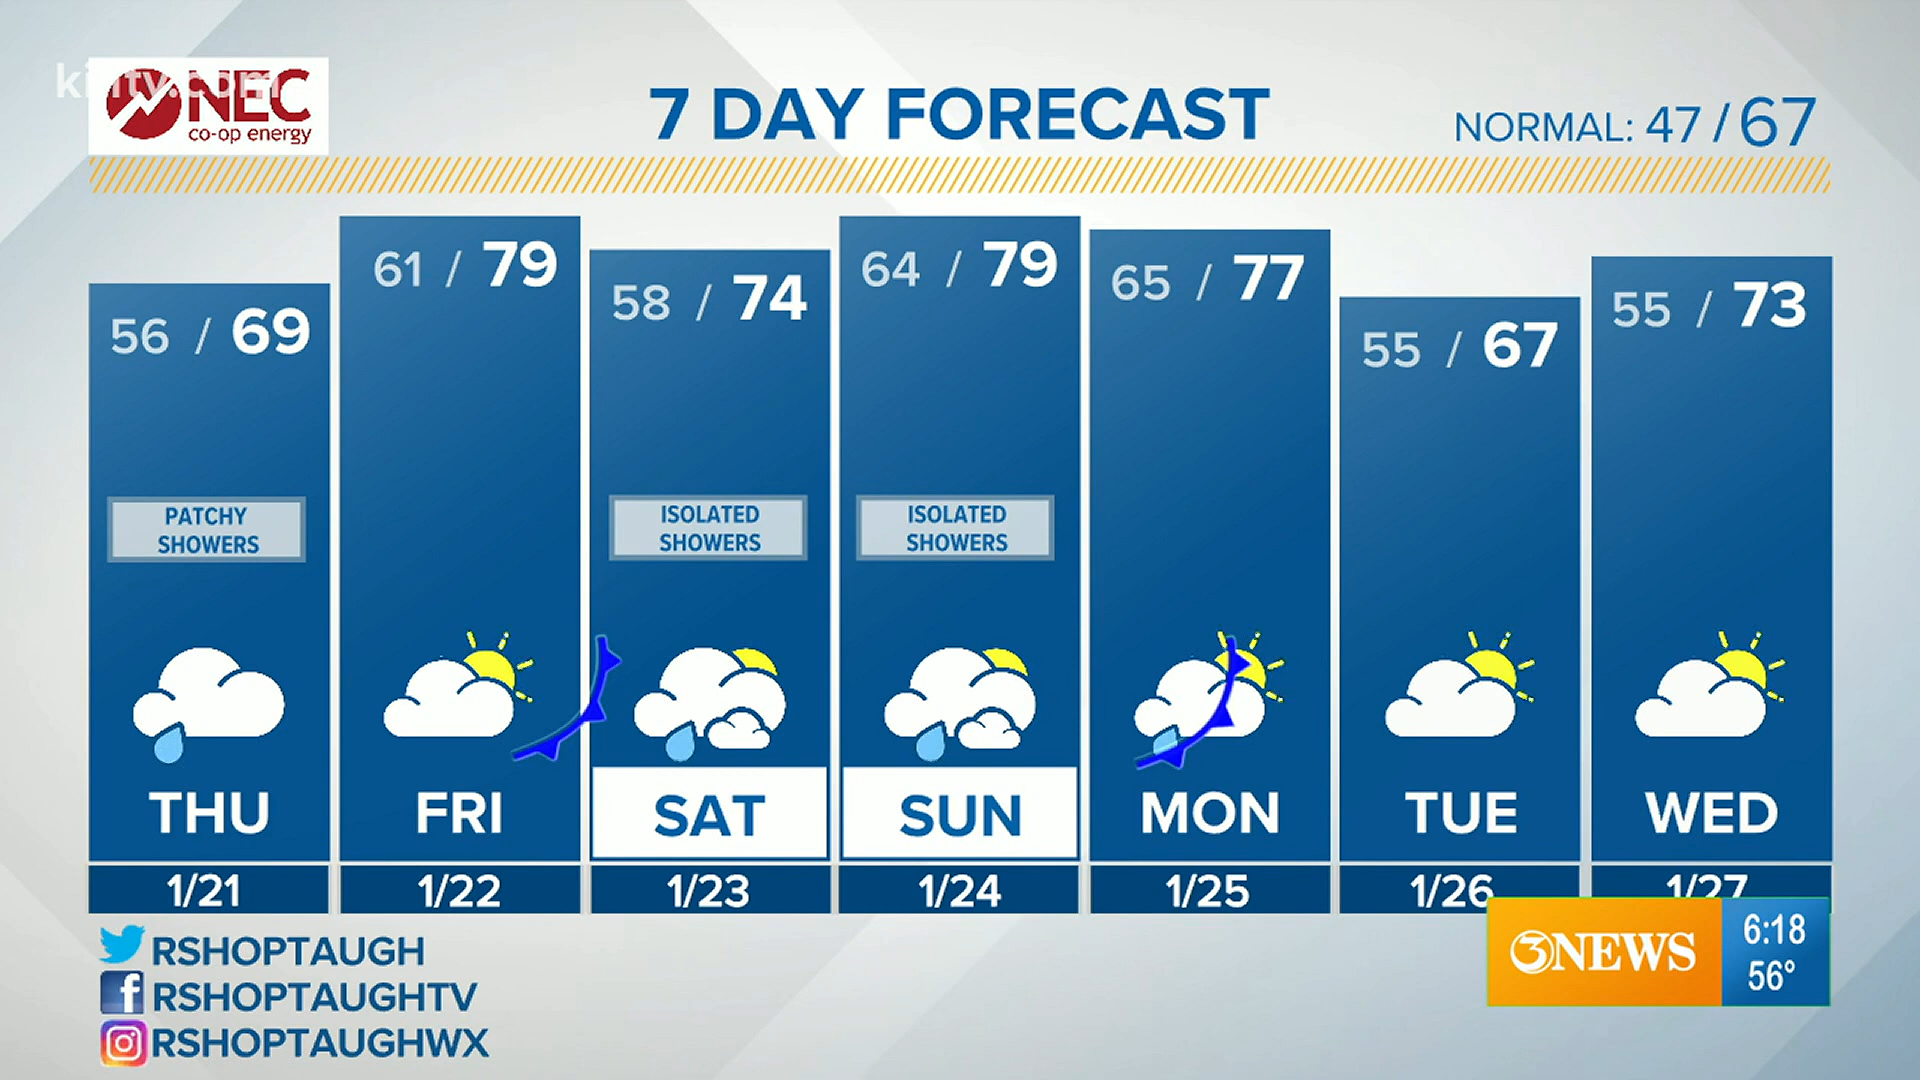 kiiitv.com
NEC
co-op energy
7 DAY FORECAST
NORMAL: 47 / 67
56 / 69
PATCHY
SHOWERS
THU
1/21
61 / 79
FRI
1/22
58 / 74
ISOLATED
SHOWERS
SAT
1/23
64 / 79
ISOLATED
SHOWERS
SUN
1/24
65 / 77
MON
1/25
55 / 67
TUE
1/26
55 / 73
WED
1/27
RSHOPTAUGH
RSHOPTAUGHTV
RSHOPTAUGHWX
3NEWS
6:18
56°